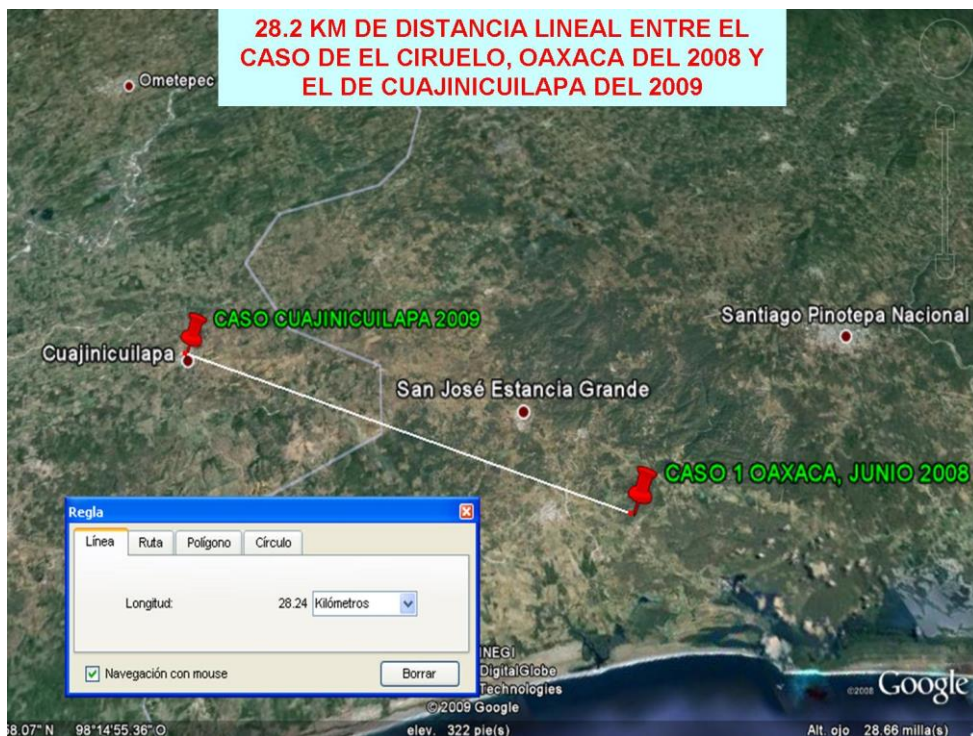 28.2 KM DE DISTANCIA LINEAL ENTRE EL
CASO DE EL CIRUELO, OAXACA DEL 2008 Y
EL DE CUAJINICUILAPA DEL 2009
Ometepec
CASO CUAJINICUILAPA 2009
Santiago Pinotepa Nacional
Cuajinicuilapa
San José Estancia Grande
CASO 1 OAXACA, JUNIO 2008
Regla
Línea Ruta Polígono Círculo
Longitud: 28.24 Kilómetros
Navegación con mouse Borrar
INEGI
DigitalGlobe
Technologies
©2009 Google
©2008 Google
58.07" N 98°14'55.36" O elev. 322 pie(s) Alt. ojo 28.66 milla(s)